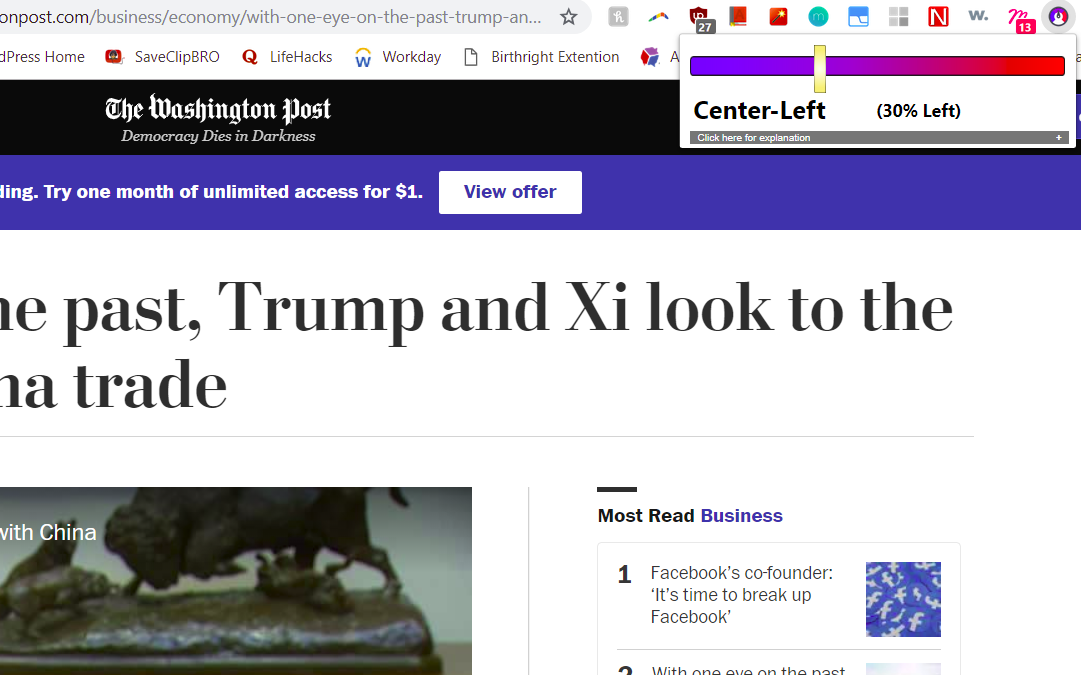 onpost.com/business/economy/with-one-eye-on-the-past-trump-an...
27
13
dPress Home
SaveClipBRO
LifeHacks
Workday
Birthright Extention
A
Center-Left (30% Left)
Click here for explanation +
The Washington Post
Democracy Dies in Darkness
ding. Try one month of unlimited access for $1.
View offer
ne past, Trump and Xi look to the
na trade
with China
Most Read Business
1 Facebook’s co-founder:
‘It’s time to break up
Facebook’
2 With one eye on the past